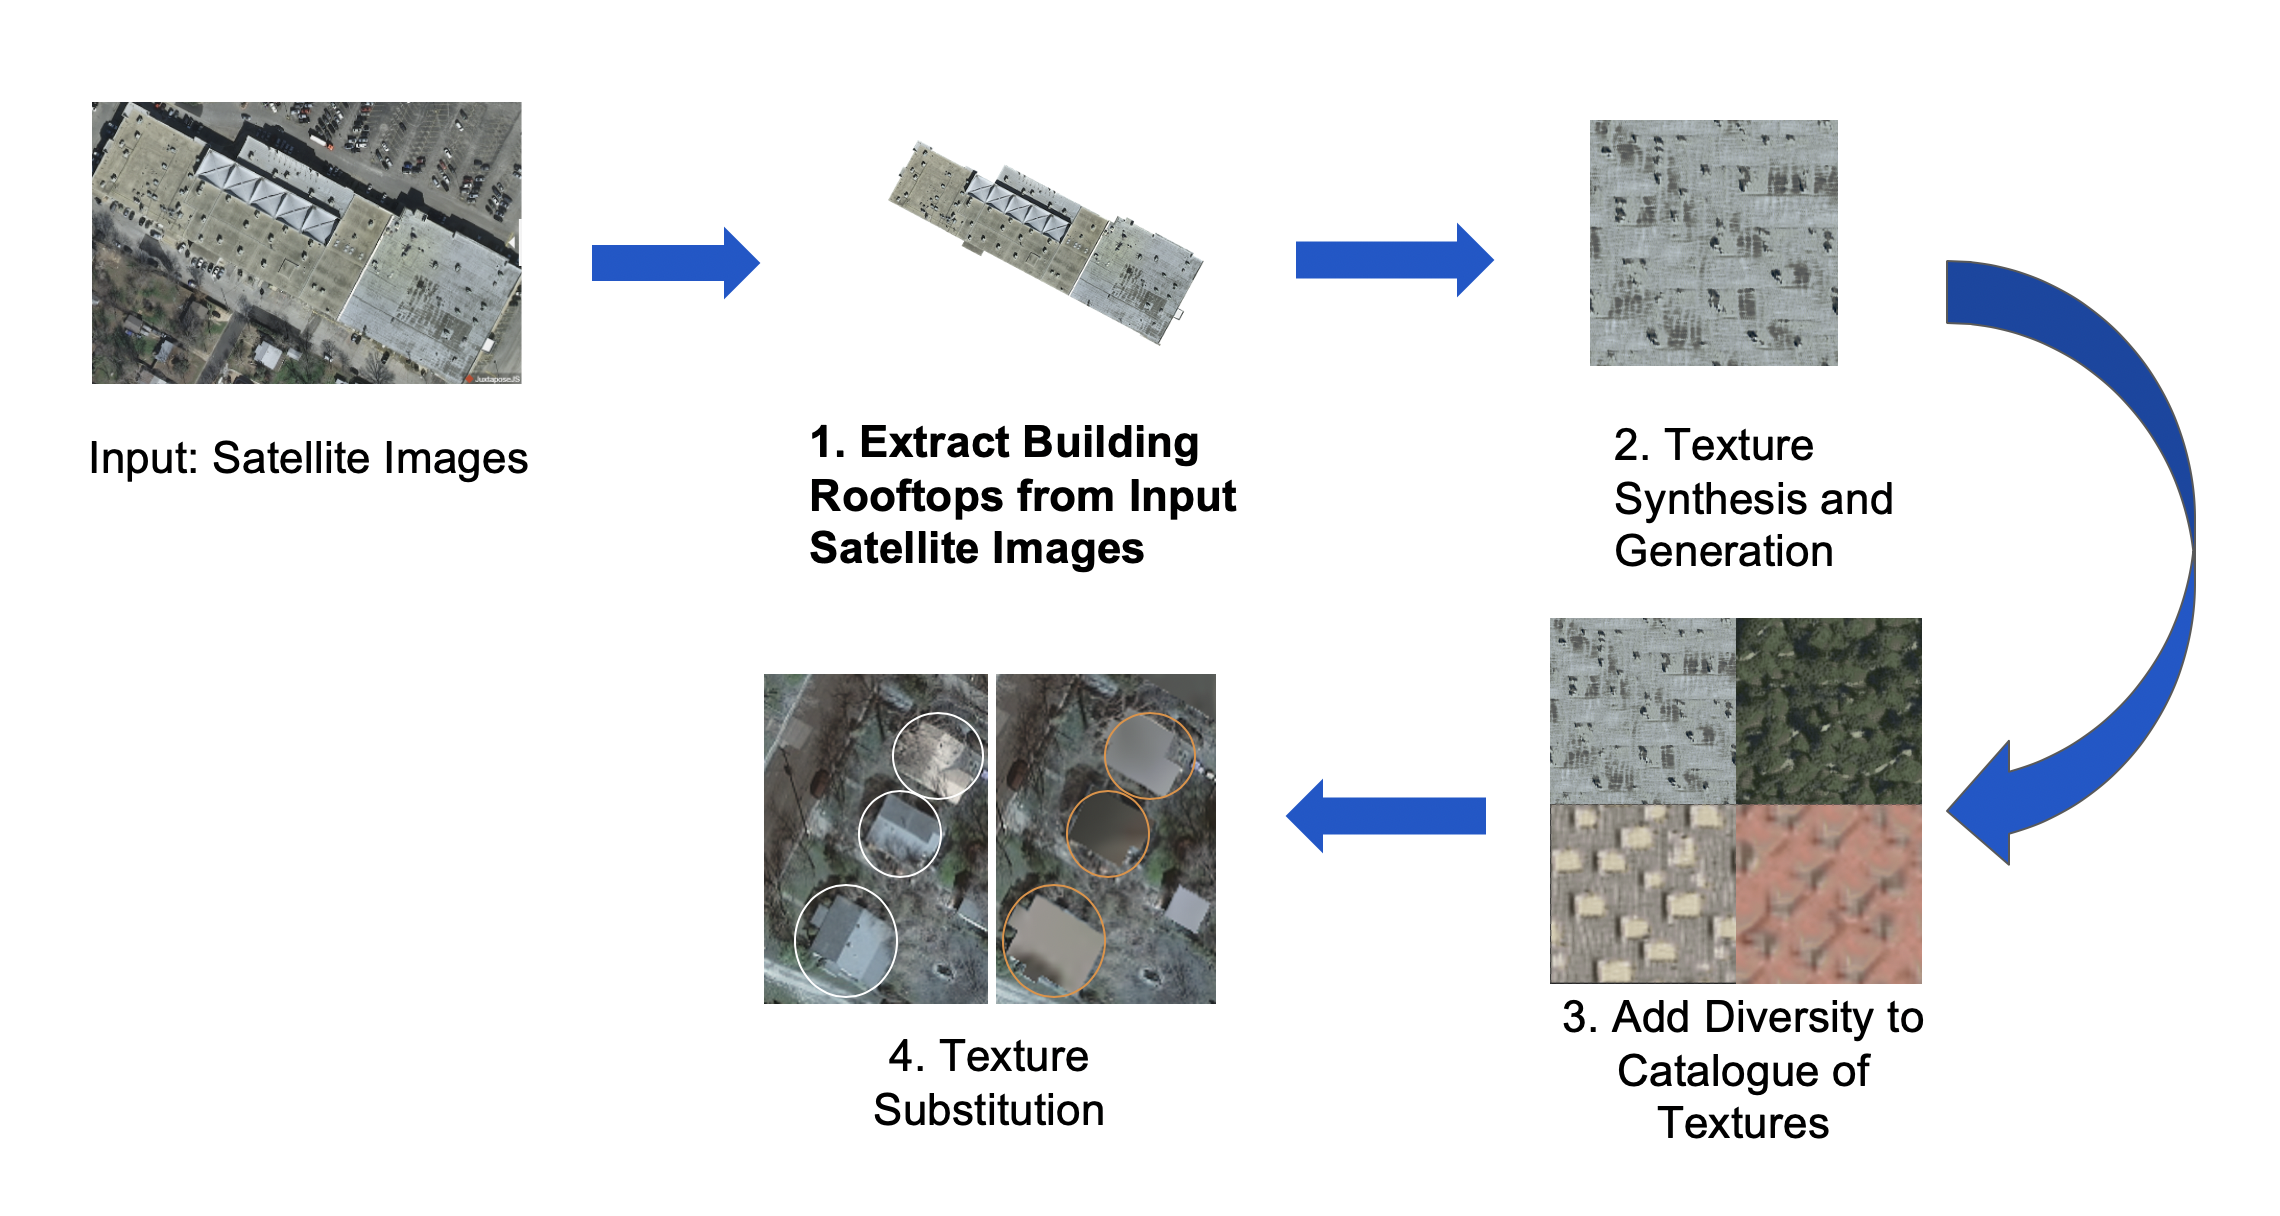 JuxtaposeJS
Input: Satellite Images
1. Extract Building
Rooftops from Input
Satellite Images
2. Texture
Synthesis and
Generation
3. Add Diversity to
Catalogue of
Textures
4. Texture
Substitution